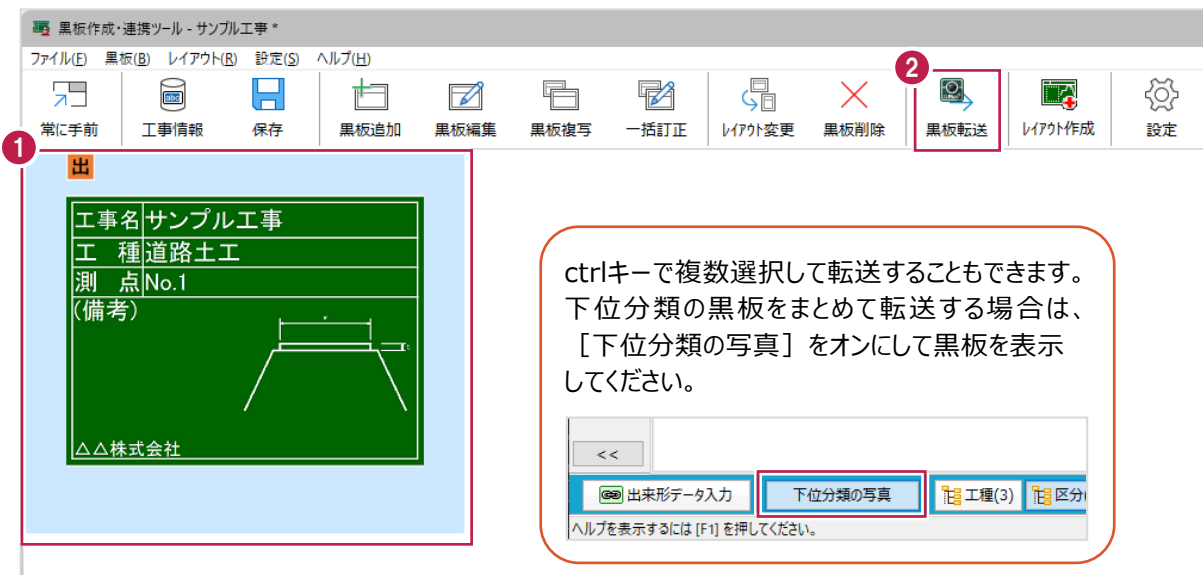 黒板作成・連携ツール - サンプル工事 *
ファイル(F) 黒板(B) レイアウト(R) 設定(S) ヘルプ(H)
常に手前 工事情報 保存 黒板追加 黒板編集 黒板複写 一括訂正 レイアウト変更 黒板削除 黒板転送 レイアウト作成 設定
2
1
出
工事名 サンプル工事
工 種 道路土工
測 点 No.1
(備考)
△△株式会社
ctrlキーで複数選択して転送することもできます。
下位分類の黒板をまとめて転送する場合は、
［下位分類の写真］をオンにして黒板を表示
してください。
<<
出来形データ入力 下位分類の写真 工種(3) 区分(
ヘルプを表示するには [F1] を押してください。